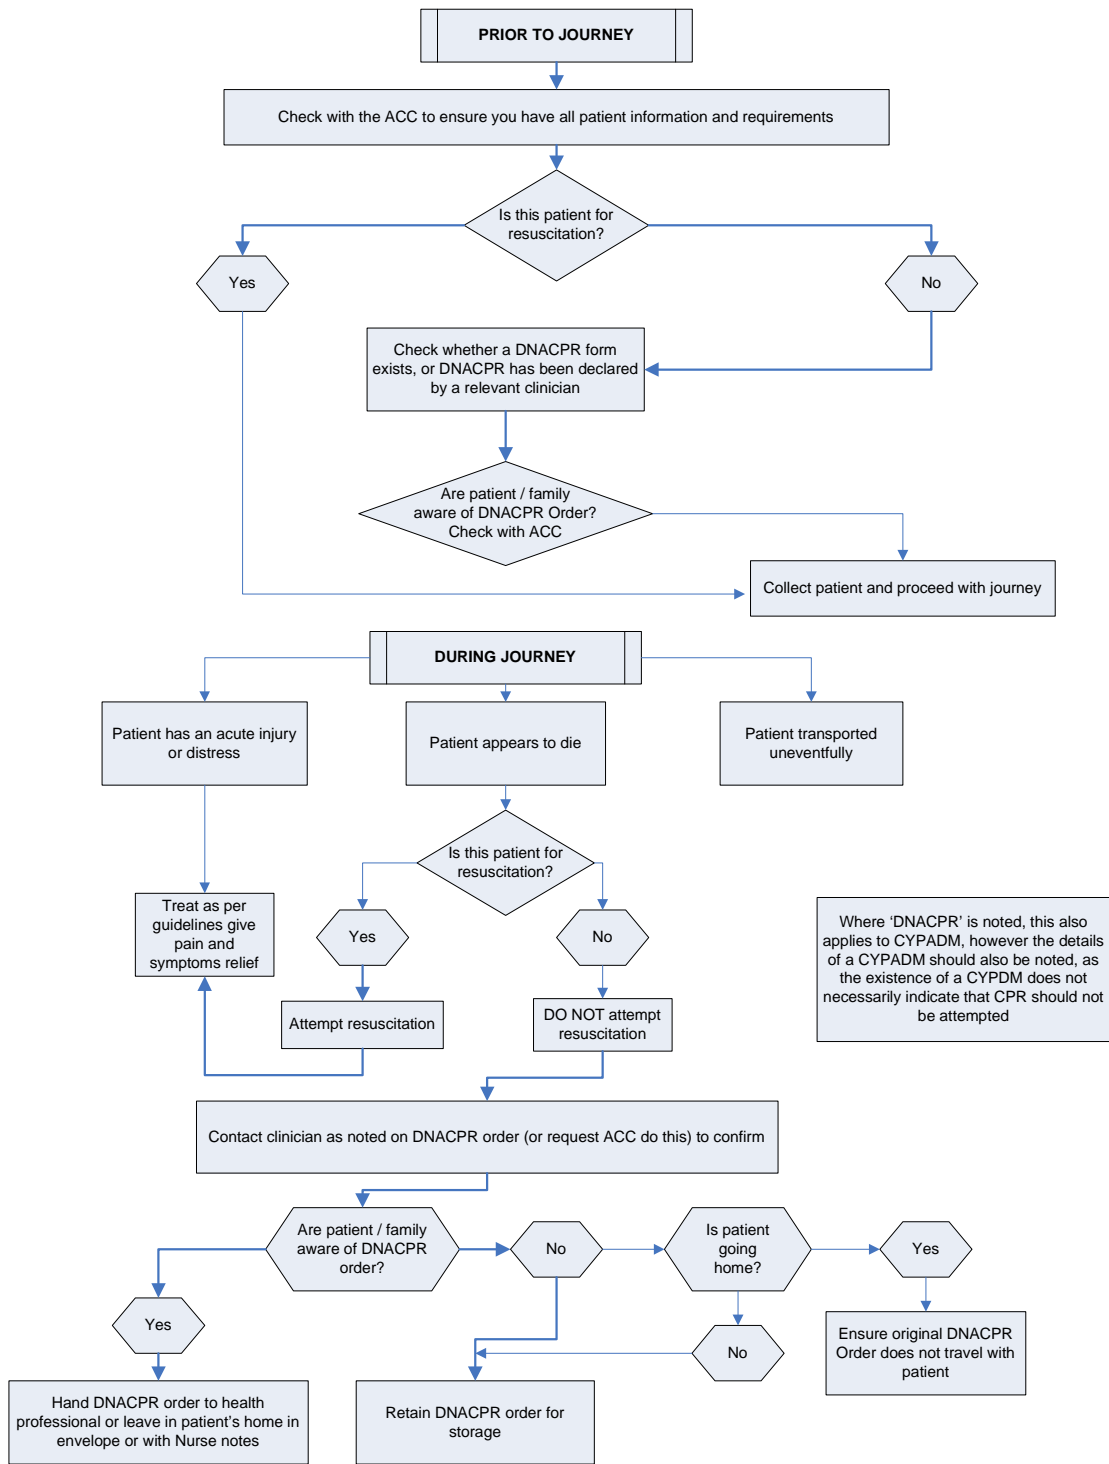 PRIOR TO JOURNEY
Check with the ACC to ensure you have all patient information and requirements
Is this patient for
resuscitation?
Yes
No
Check whether a DNACPR form
exists, or DNACPR has been declared
by a relevant clinician
Are patient / family
aware of DNACPR Order?
Check with ACC
Collect patient and proceed with journey
DURING JOURNEY
Patient has an acute injury
or distress
Patient appears to die
Patient transported
uneventfully
Is this patient for
resuscitation?
Treat as per
guidelines give
pain and
symptoms relief
Yes
No
Where ‘DNACPR’ is noted, this also
applies to CYPADM, however the details
of a CYPADM should also be noted, as
the existence of a CYPDM does not
necessarily indicate that CPR should not
be attempted
Attempt resuscitation
DO NOT attempt
resuscitation
Contact clinician as noted on DNACPR order (or request ACC do this) to confirm
Are patient / family
aware of DNACPR
order?
No
Is patient
going
home?
Yes
Yes
No
Ensure original DNACPR
Order does not travel with
patient
Hand DNACPR order to health
professional or leave in patient’s home in
envelope or with Nurse notes
Retain DNACPR order for
storage